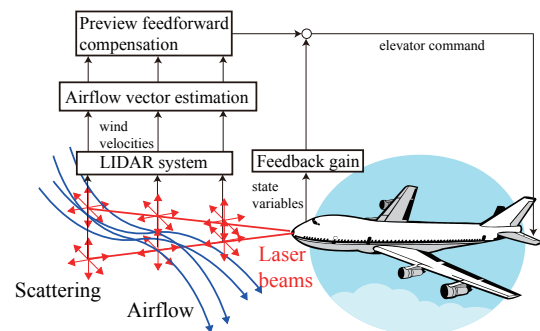 Preview feedforward
compensation
elevator command
Airflow vector estimation
wind
velocities
LIDAR system
Feedback gain
state
variables
Laser
beams
Scattering
Airflow